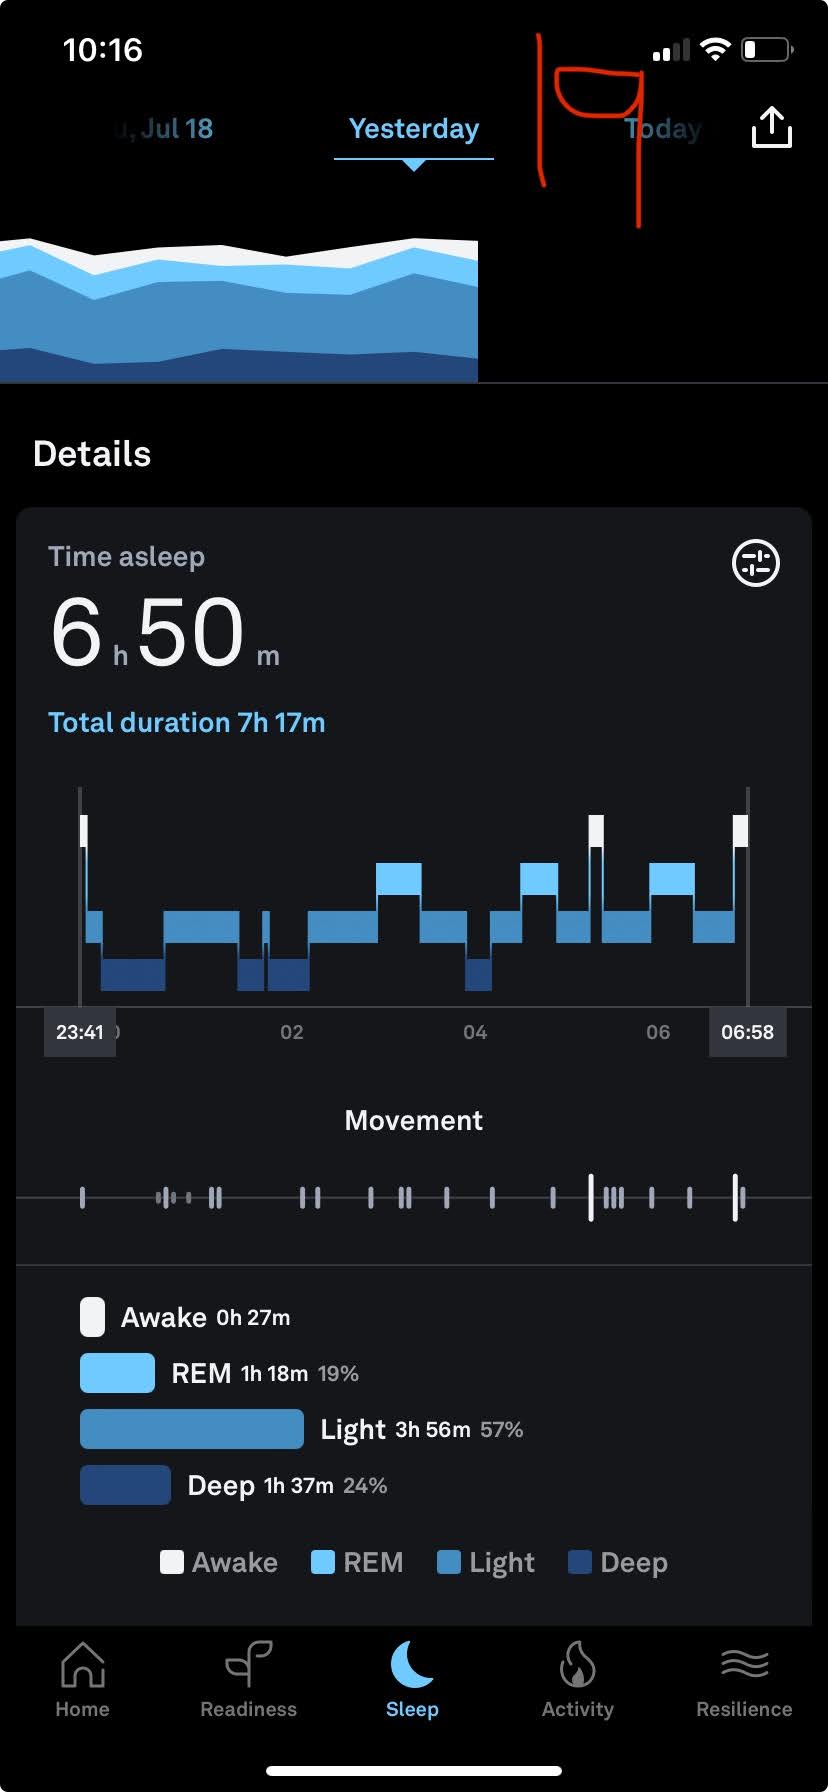 10:16
19
Jul 18
Yesterday
Today
Details
Time asleep
6 h 50 m
Total duration 7h 17m
23:41
02
04
06
06:58
Movement
Awake 0h 27m
REM 1h 18m 19%
Light 3h 56m 57%
Deep 1h 37m 24%
Awake REM Light Deep
Home Readiness Sleep Activity Resilience